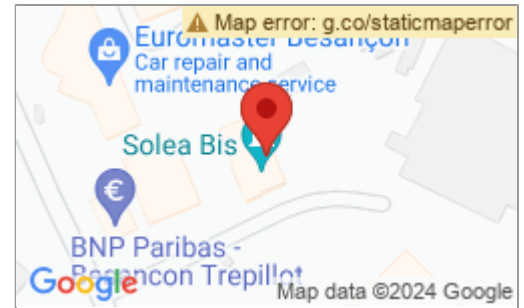 Map error: g.co/staticmaperror
Euromaster Besançon
Car repair and
maintenance service
Solea Bis
€
BNP Paribas -
Besancon Trepillot
Google
Map data ©2024 Google